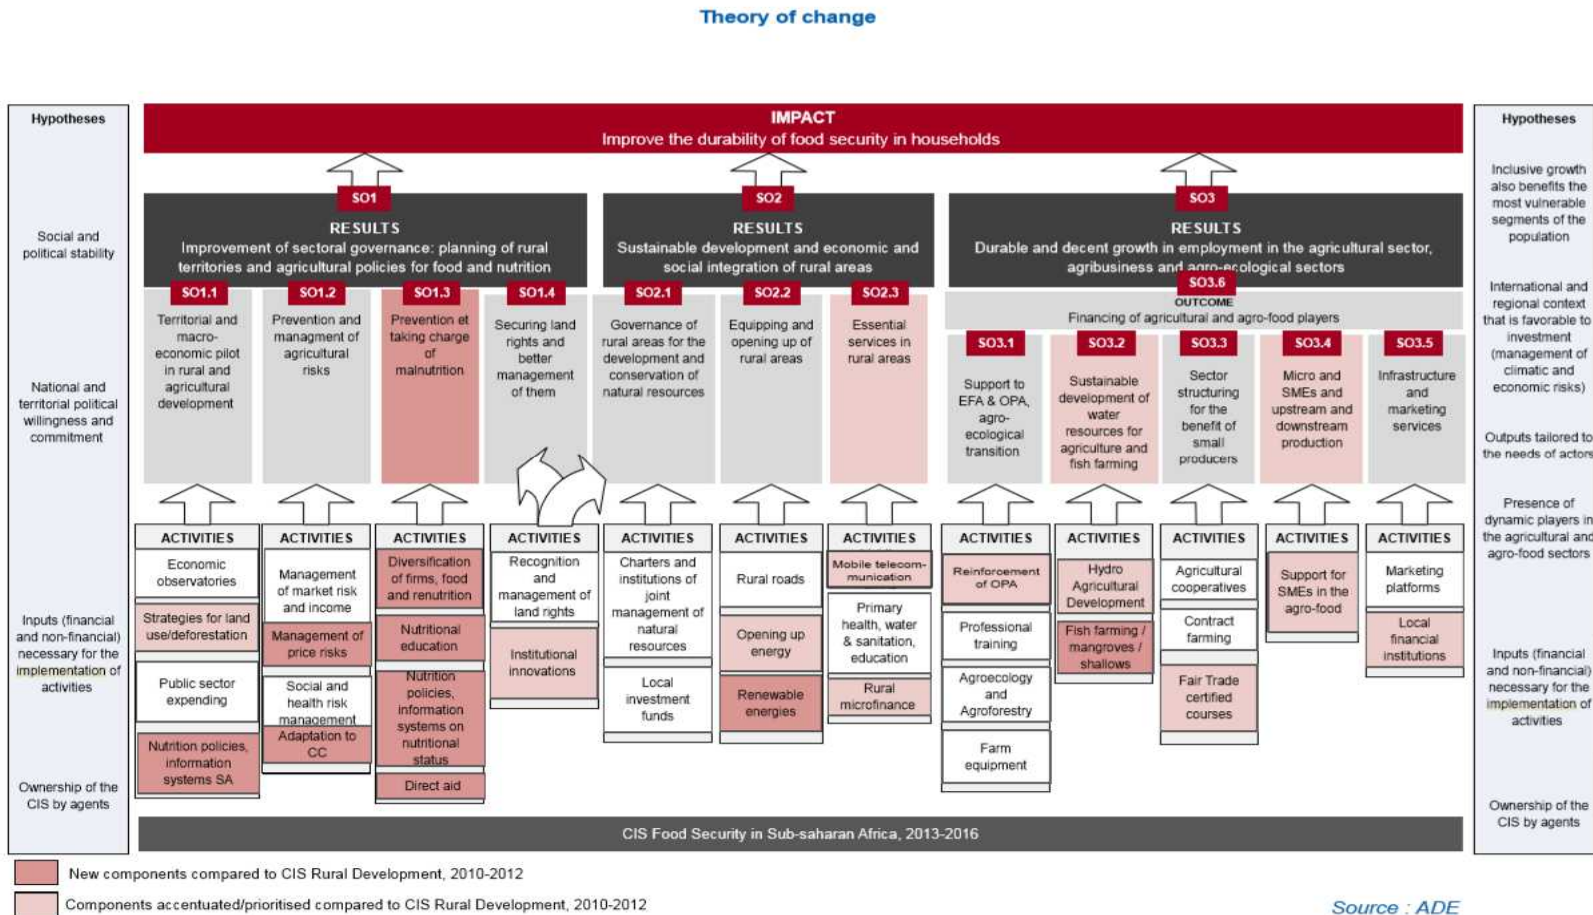 Theory of change
Hypotheses
Social and
political stability
National and
territorial political
willingness and
commitment
Inputs (financial
and non-financial)
necessary for the
implementation of
activities
Ownership of the
CIS by agents
IMPACT
Improve the durability of food security in households
SO1
RESULTS
Improvement of sectoral governance: planning of rural
territories and agricultural policies for food and nutrition
SO2
RESULTS
Sustainable development and economic and
social integration of rural areas
SO3
RESULTS
Durable and decent growth in employment in the agricultural sector,
agribusiness and agro-ecological sectors
SO1.1
Territorial and
macro-
economic pilot
in rural and
agricultural
development
SO1.2
Prevention and
managment of
agricultural
risks
SO1.3
Prevention et
taking charge
of
malnutrition
SO1.4
Securing land
rights and
better
management
of them
SO2.1
Governance of
rural areas for the
development and
conservation of
natural resources
SO2.2
Equipping and
opening up of
rural areas
SO2.3
Essential
services in
rural areas
SO3.6
OUTCOME
Financing of agricultural and agro-food players
SO3.1
Support to
EFA & OPA,
agro-
ecological
transition
SO3.2
Sustainable
development of
water
resources for
agriculture and
fish farming
SO3.3
Sector
structuring
for the
benefit of
small
producers
SO3.4
Micro and
SMEs and
upstream and
downstream
production
SO3.5
Infrastructure
and
marketing
services
ACTIVITIES
Economic
observatories
Strategies for land
use/deforestation
Public sector
expending
Nutrition policies,
information
systems SA
ACTIVITIES
Management
of market risk
and income
Management of
price risks
Social and
health risk
management
Adaptation to
CC
ACTIVITIES
Diversification
of firms, food
and renutrition
Nutritional
education
Nutrition
policies,
information
systems on
nutritional
status
Direct aid
ACTIVITIES
Recognition
and
management of
land rights
Institutional
innovations
ACTIVITIES
Charters and
institutions of
joint
management of
natural
resources
Local
investment
funds
ACTIVITIES
Rural roads
Opening up
energy
Renewable
energies
ACTIVITIES
Mobile telecom-
munication
Primary
health, water
& sanitation,
education
Rural
microfinance
ACTIVITIES
Reinforcement
of OPA
Professional
training
Agroecology
and
Agroforestry
Farm
equipment
ACTIVITIES
Hydro
Agricultural
Development
Fish farming /
mangroves /
shallows
ACTIVITIES
Agricultural
cooperatives
Contract
farming
Fair Trade
certified
courses
ACTIVITIES
Support for
SMEs in the
agro-food
ACTIVITIES
Marketing
platforms
Local
financial
institutions
CIS Food Security in Sub-saharan Africa, 2013-2016
Hypotheses
Inclusive growth
also benefits the
most vulnerable
segments of the
population
International and
regional context
that is favorable to
investment
(management of
climatic and
economic risks)
Outputs tailored to
the needs of actors
Presence of
dynamic players in
the agricultural and
agro-food sectors
Inputs (financial
and non-financial)
necessary for the
implementation of
activities
Ownership of the
CIS by agents
New components compared to CIS Rural Development, 2010-2012
Components accentuated/prioritised compared to CIS Rural Development, 2010-2012
Source : ADE